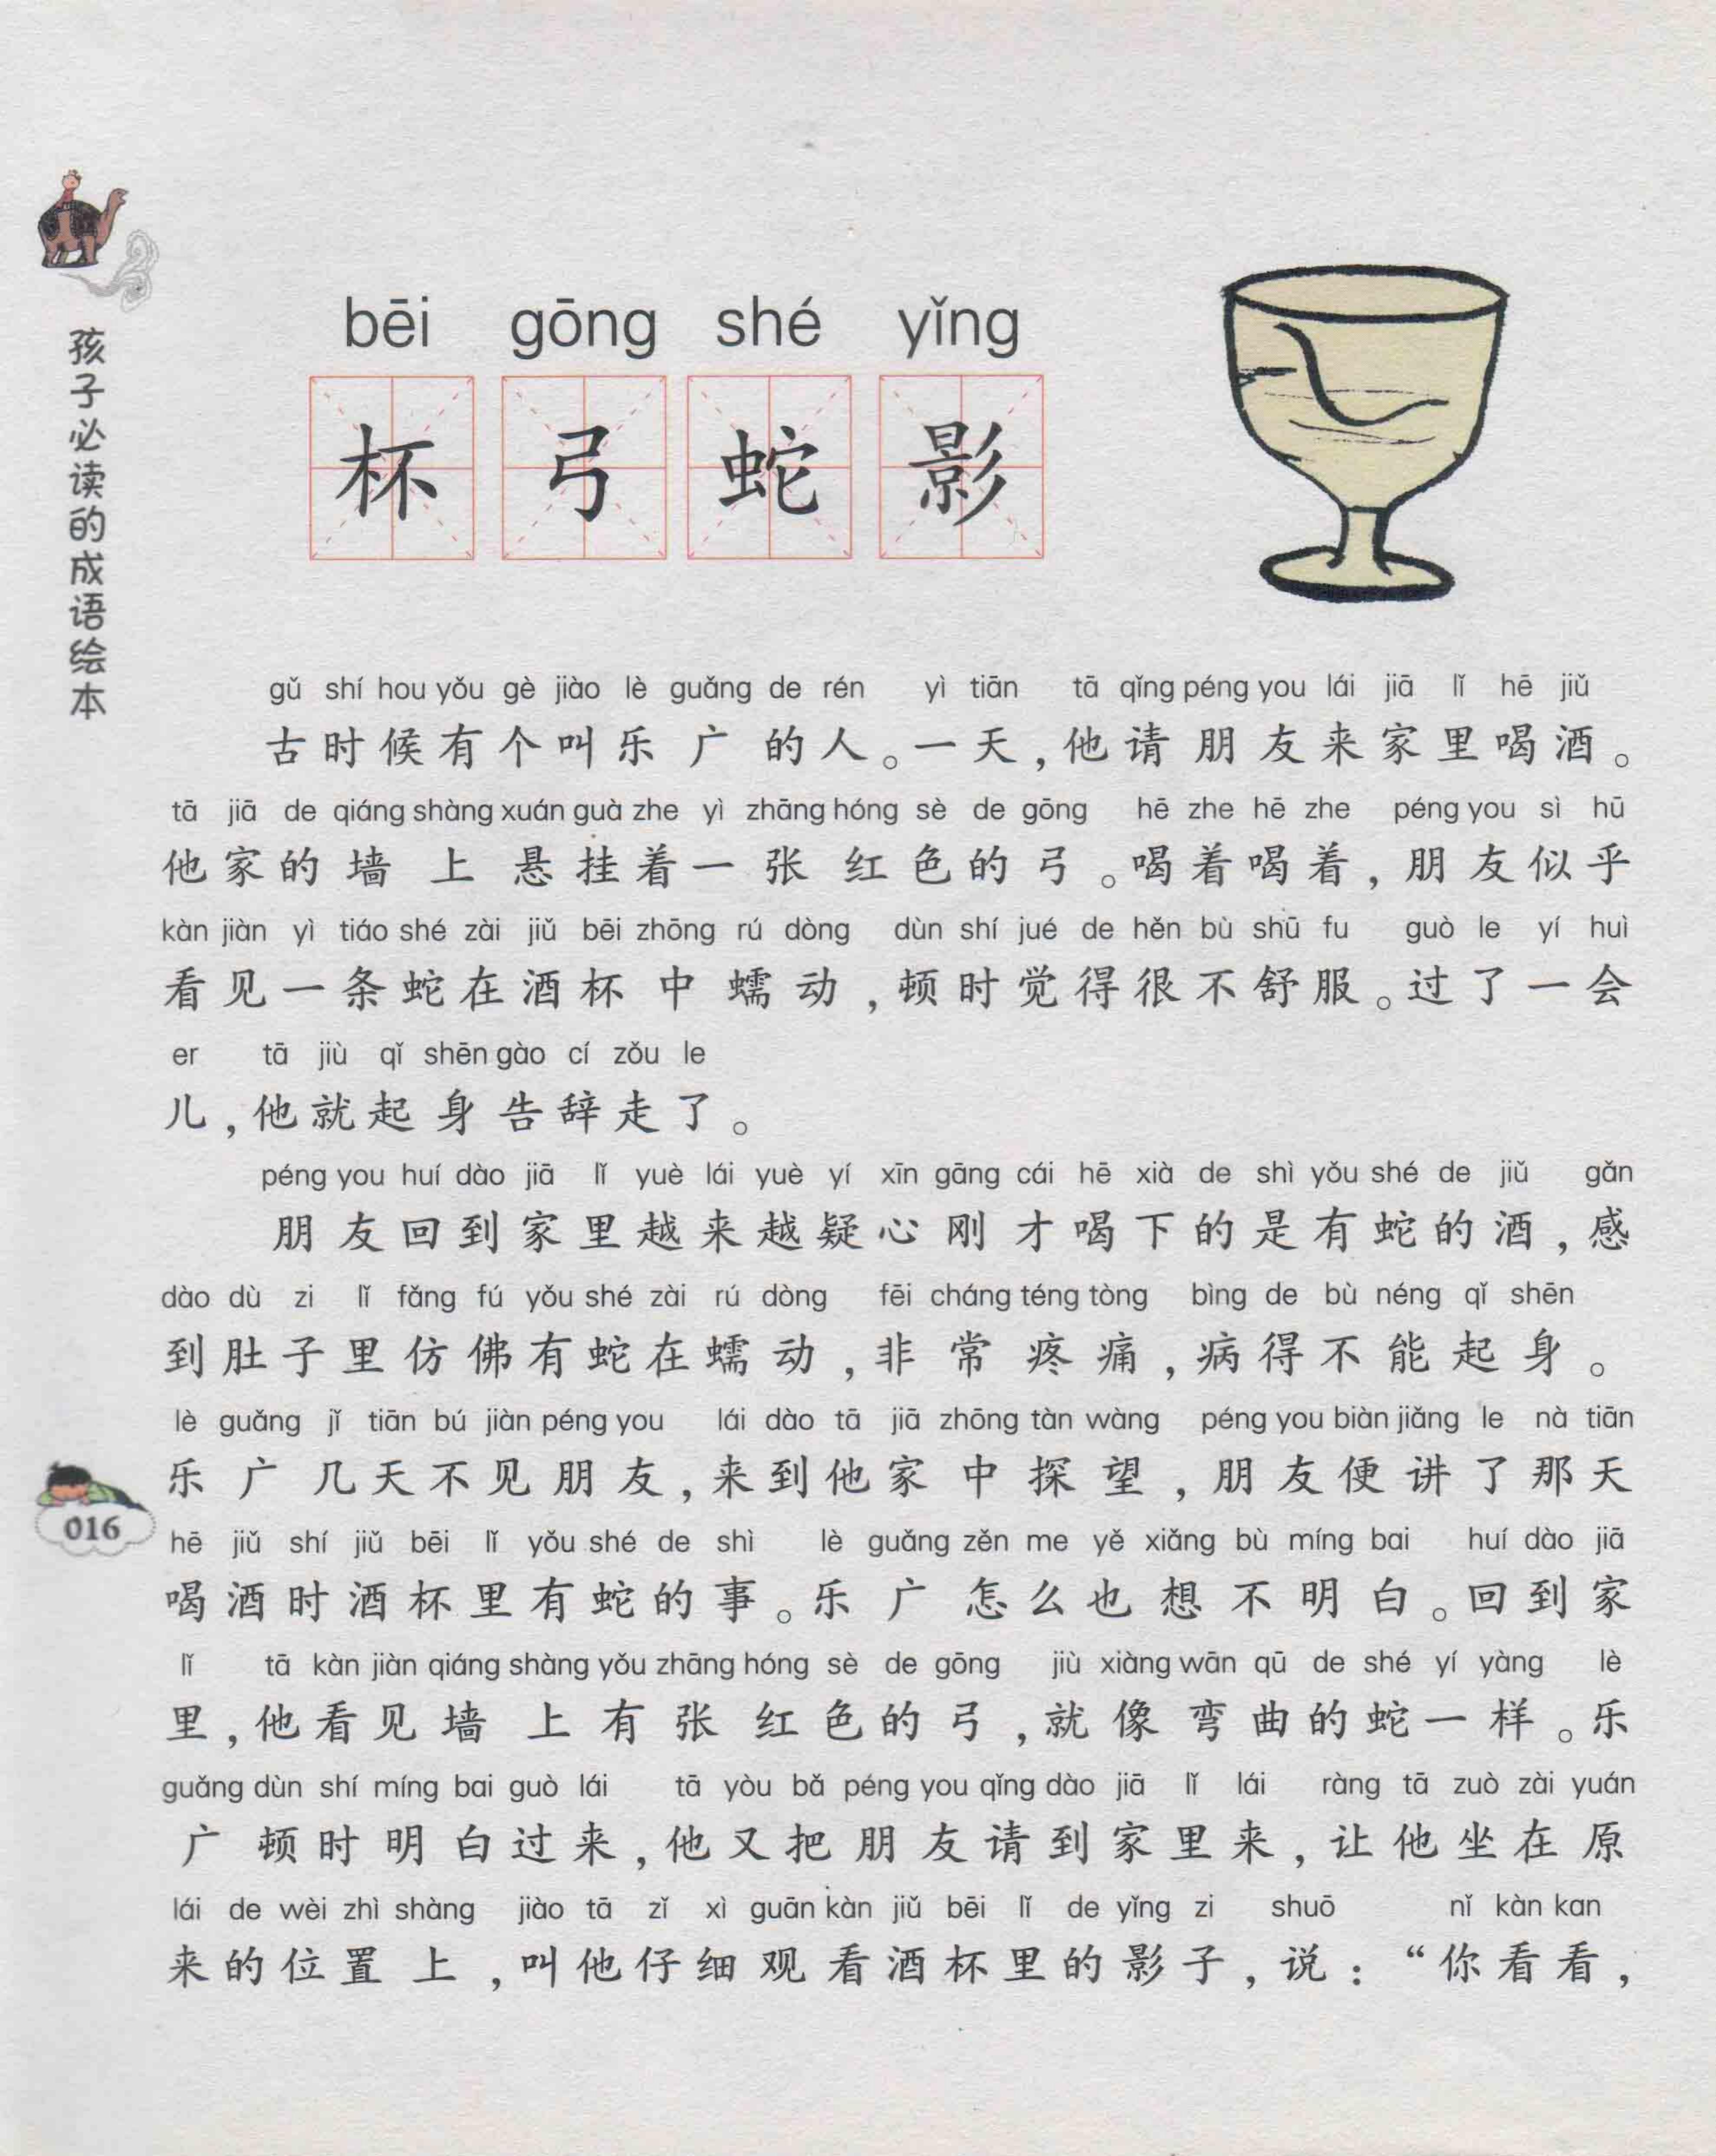 孩子必读的成语绘本
bēi gōng shé yǐng
杯弓蛇影
gǔ shí hou yǒu gè jiào lè guǎng de rén yì tiān tā qǐng péng you lái jiā lǐ hē jiǔ
古时候有个叫乐广的人。一天,他请朋友来家里喝酒。
tā jiā de qiáng shàng xuán guà zhe yì zhāng hóng sè de gōng hē zhe hē zhe péng you sì hū
他家的墙上悬挂着一张红色的弓。喝着喝着,朋友似乎
kàn jiàn yì tiáo shé zài jiǔ bēi zhōng rú dòng dùn shí jué de hěn bù shū fu guò le yí huì
看见一条蛇在酒杯中蠕动,顿时觉得很不舒服。过了一会
er tā jiù qǐ shēn gào cí zǒu le
儿,他就起身告辞走了。
péng you huí dào jiā lǐ yuè lái yuè yí xīn gāng cái hē xià de shì yǒu shé de jiǔ gǎn
朋友回到家里越来越疑心刚才喝下的是有蛇的酒,感
dào dù zi lǐ fǎng fú yǒu shé zài rú dòng fēi cháng téng tòng bìng de bù néng qǐ shēn
到肚子里仿佛有蛇在蠕动,非常疼痛,病得不能起身。
lè guǎng jǐ tiān bú jiàn péng you lái dào tā jiā zhōng tàn wàng péng you biàn jiǎng le nà tiān
乐广几天不见朋友,来到他家中探望,朋友便讲了那天
hē jiǔ shí jiǔ bēi lǐ yǒu shé de shì lè guǎng zěn me yě xiǎng bù míng bai huí dào jiā
喝酒时酒杯里有蛇的事。乐广怎么也想不明白。回到家
lǐ tā kàn jiàn qiáng shàng yǒu zhāng hóng sè de gōng jiù xiàng wān qū de shé yí yàng lè
里,他看见墙上有张红色的弓,就像弯曲的蛇一样。乐
guǎng dùn shí míng bai guò lái tā yòu bǎ péng you qǐng dào jiā lǐ lái ràng tā zuò zài yuán
广顿时明白过来,他又把朋友请到家里来,让他坐在原
lái de wèi zhì shàng jiào tā zǐ xì guān kàn jiǔ bēi lǐ de yǐng zi shuō nǐ kàn kan
来的位置上,叫他仔细观看酒杯里的影子,说:“你看看,
016